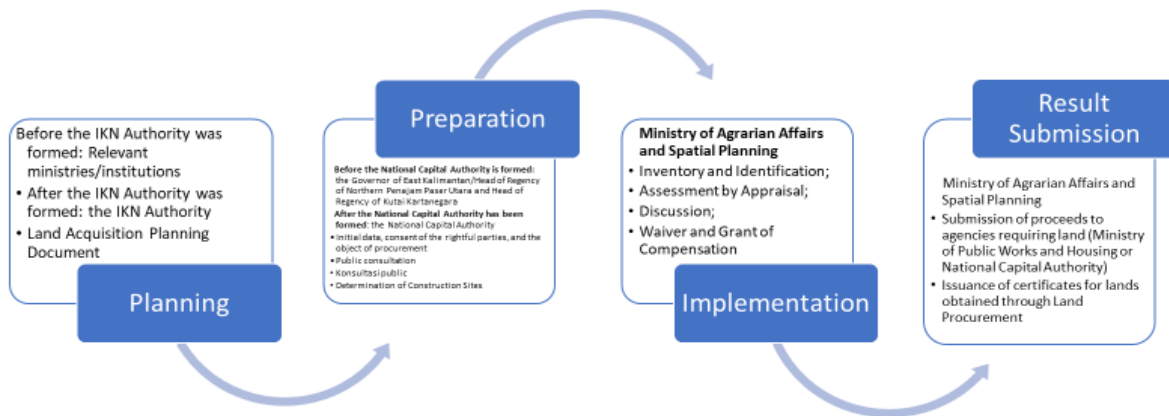 Before the IKN Authority was
formed: Relevant
ministries/institutions
• After the IKN Authority was
formed: the IKN Authority
• Land Acquisition Planning
Document
Planning
Preparation
Before the National Capital Authority is formed:
the Governor of East Kalimantan/Head of Regency
of Northern Penajam Paser Utara and Head of
Regency of Kutai Kartanegara
After the National Capital Authority has been
formed: the National Capital Authority
• Initial data, consent of the rightful parties, and the
object of procurement
• Public consultation
• Konsultasi public
• Determination of Construction Sites
Ministry of Agrarian Affairs
and Spatial Planning
• Inventory and Identification;
• Assessment by Appraisal;
• Discussion;
• Waiver and Grant of
Compensation
Implementation
Result
Submission
Ministry of Agrarian Affairs and
Spatial Planning
• Submission of proceeds to
agencies requiring land (Ministry
of Public Works and Housing or
National Capital Authority)
• Issuance of certificates for lands
obtained through Land
Procurement